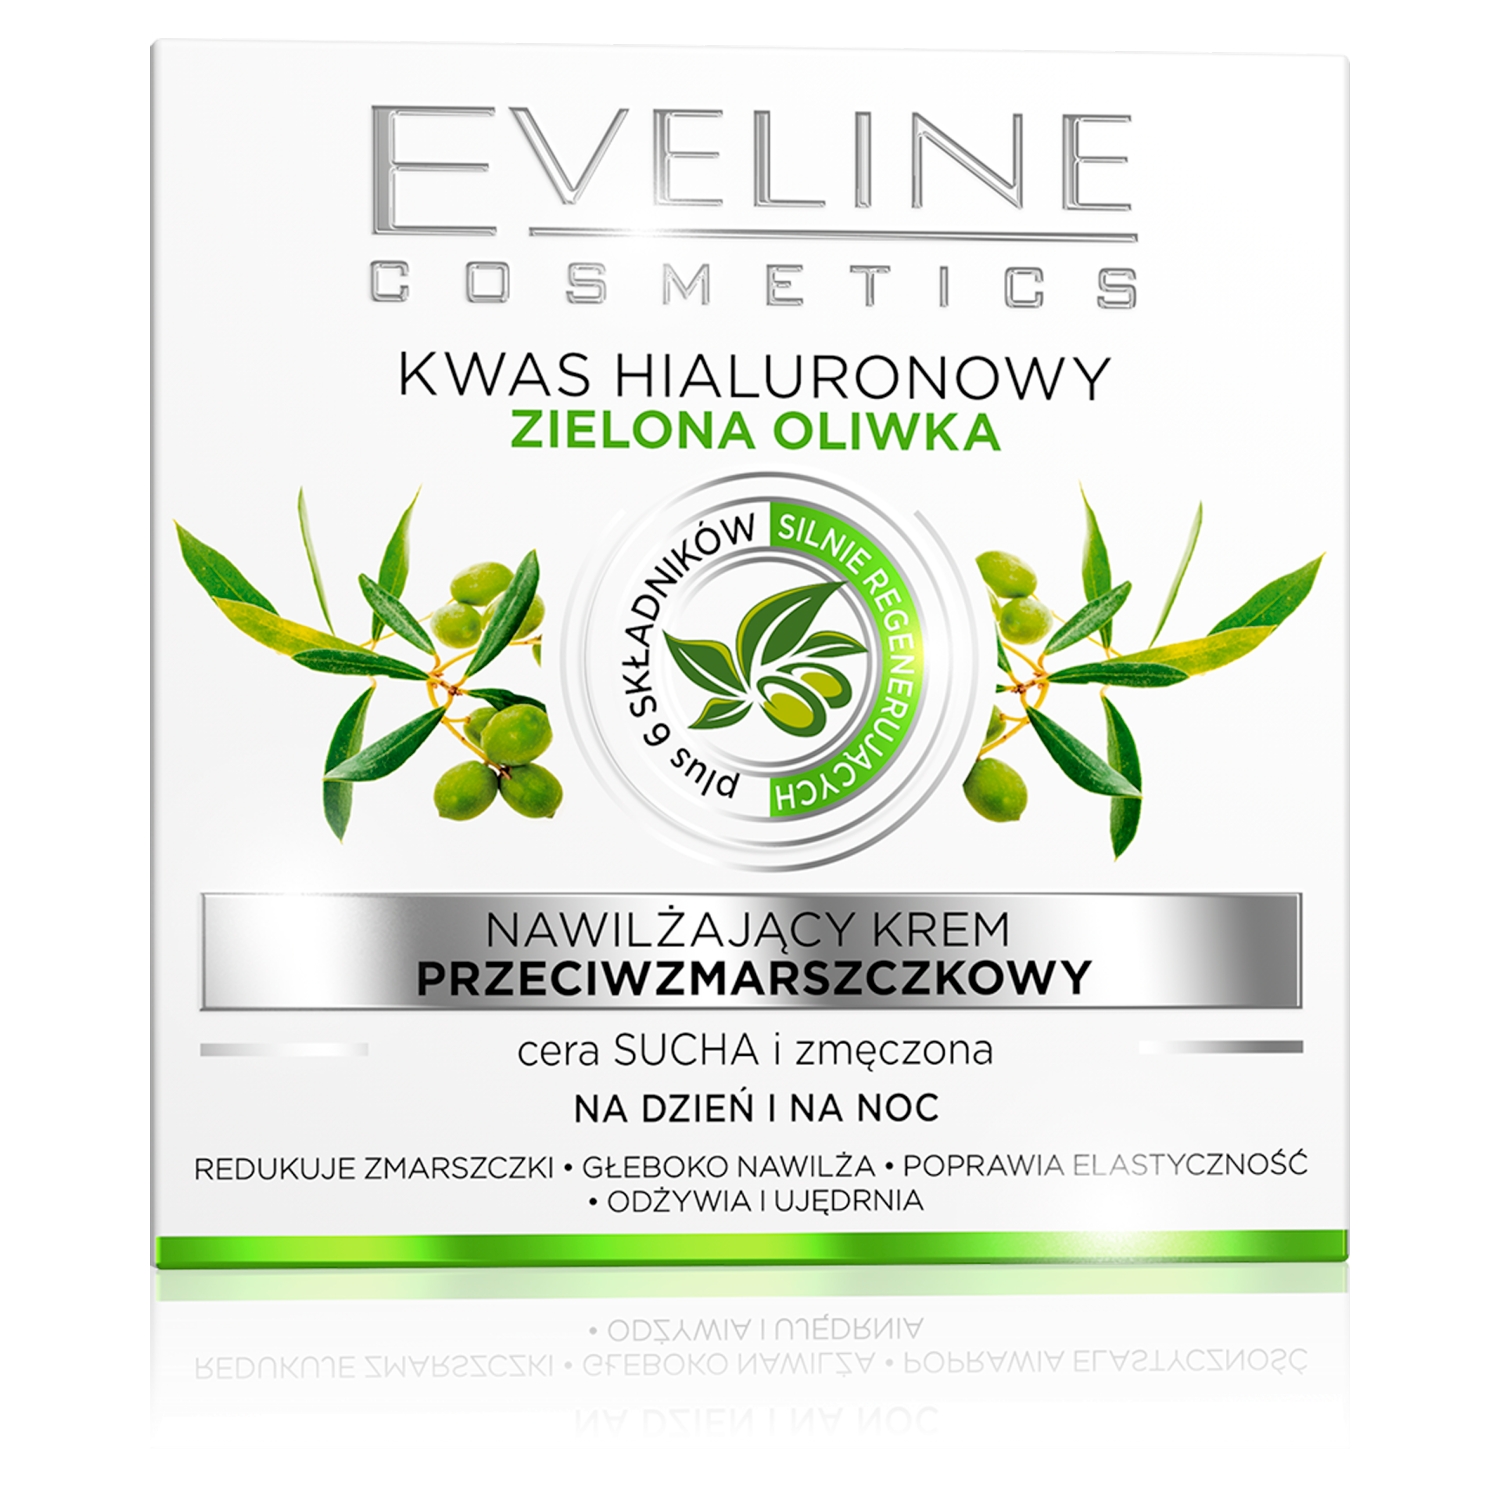 EVELINE
COSMETICS
KWAS HIALURONOWY
ZIELONA OLIWKA
plus 6 SKŁADNIKÓW
SILNIE REGENERUJĄCYCH
NAWILŻAJĄCY KREM
PRZECIWZMARSZCZKOWY
cera SUCHA i zmęczona
NA DZIEŃ I NA NOC
REDUKUJE ZMARSZCZKI • GŁEBOKO NAWILŻA • POPRAWIA ELASTYCZNOŚĆ
• ODŻYWIA I UJĘDRNIA